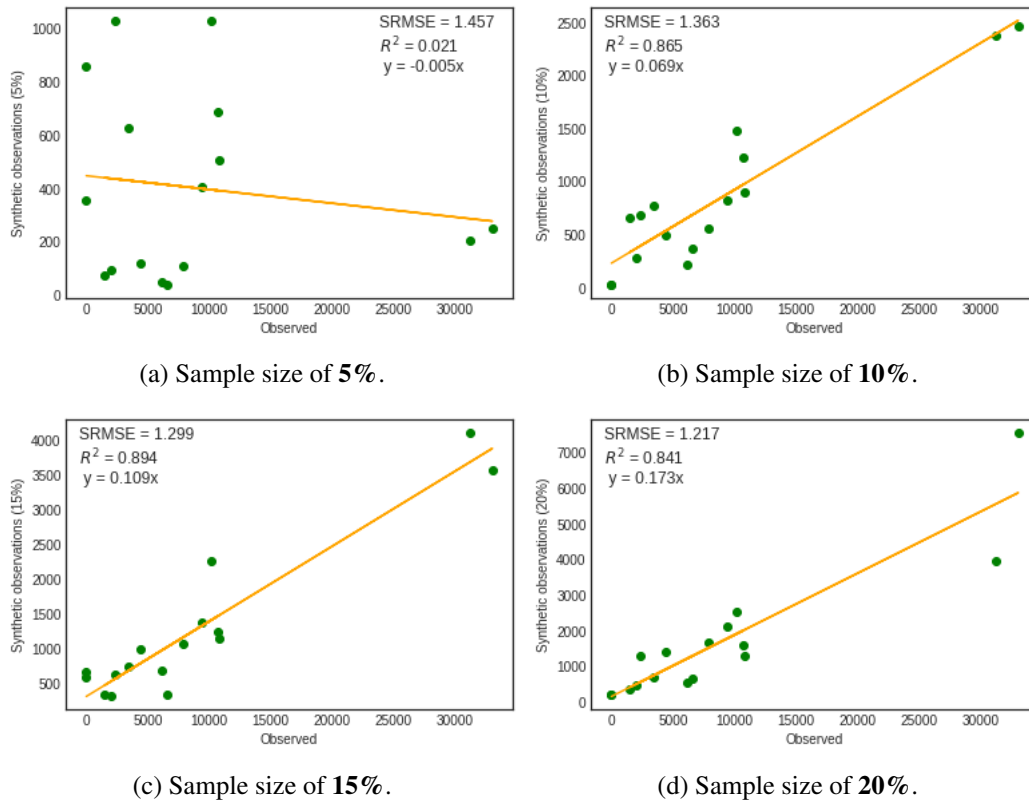 SRMSE = 1.457
R² = 0.021
y = -0.005x
Synthetic observations (5%)
1000
800
600
400
200
0
0 5000 10000 15000 20000 25000 30000
Observed
(a) Sample size of 5%.
SRMSE = 1.363
R² = 0.865
y = 0.069x
Synthetic observations (10%)
2500
2000
1500
1000
500
0
0 5000 10000 15000 20000 25000 30000
Observed
(b) Sample size of 10%.
SRMSE = 1.299
R² = 0.894
y = 0.109x
Synthetic observations (15%)
4000
3500
3000
2500
2000
1500
1000
500
0 5000 10000 15000 20000 25000 30000
Observed
(c) Sample size of 15%.
SRMSE = 1.217
R² = 0.841
y = 0.173x
Synthetic observations (20%)
7000
6000
5000
4000
3000
2000
1000
0
0 5000 10000 15000 20000 25000 30000
Observed
(d) Sample size of 20%.